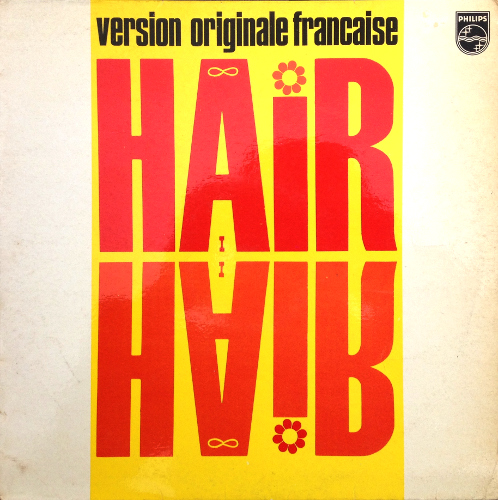 version originale francaise
PHILIPS
HAIR
HAIR